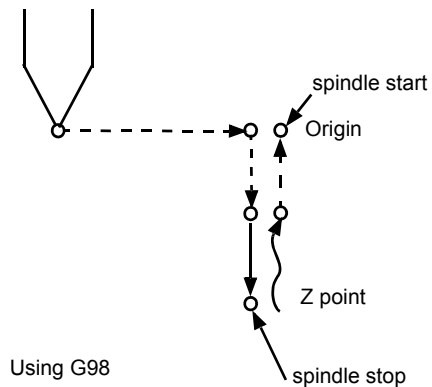 spindle start
Origin
Z point
Using G98
spindle stop